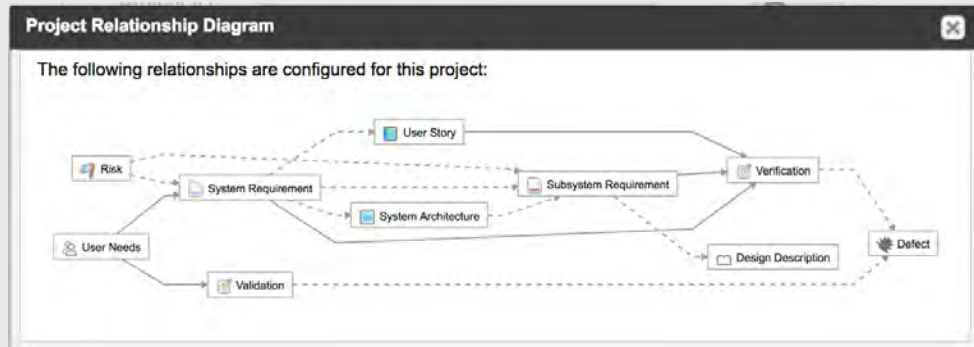 Project Relationship Diagram
The following relationships are configured for this project:
User Story
Risk
Verification
System Requirement
Subsystem Requirement
System Architecture
User Needs
Defect
Design Description
Validation